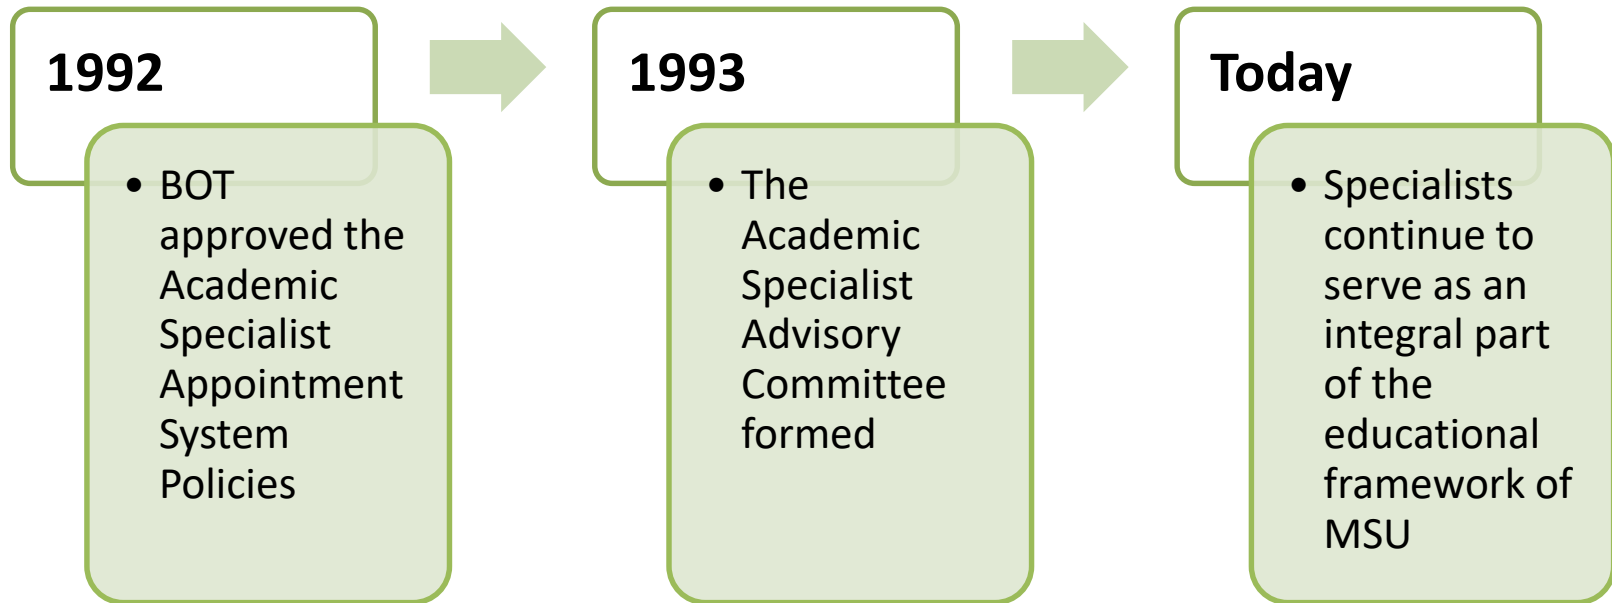 1992
• BOT
approved the
Academic
Specialist
Appointment
System
Policies
1993
• The
Academic
Specialist
Advisory
Committee
formed
Today
• Specialists
continue to
serve as an
integral part
of the
educational
framework of
MSU